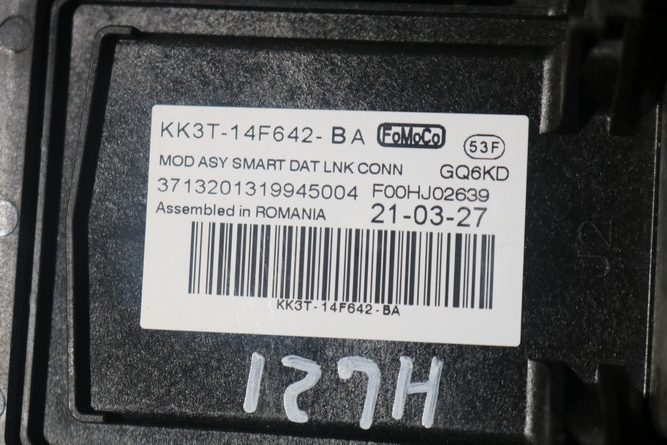 KK3T-14F642-BA FoMoCo
53F
MOD ASY SMART DAT LNK CONN GQ6KD
3713201319945004 F00HJ02639
Assembled in ROMANIA 21-03-27
KK3T-14F642-BA
J2